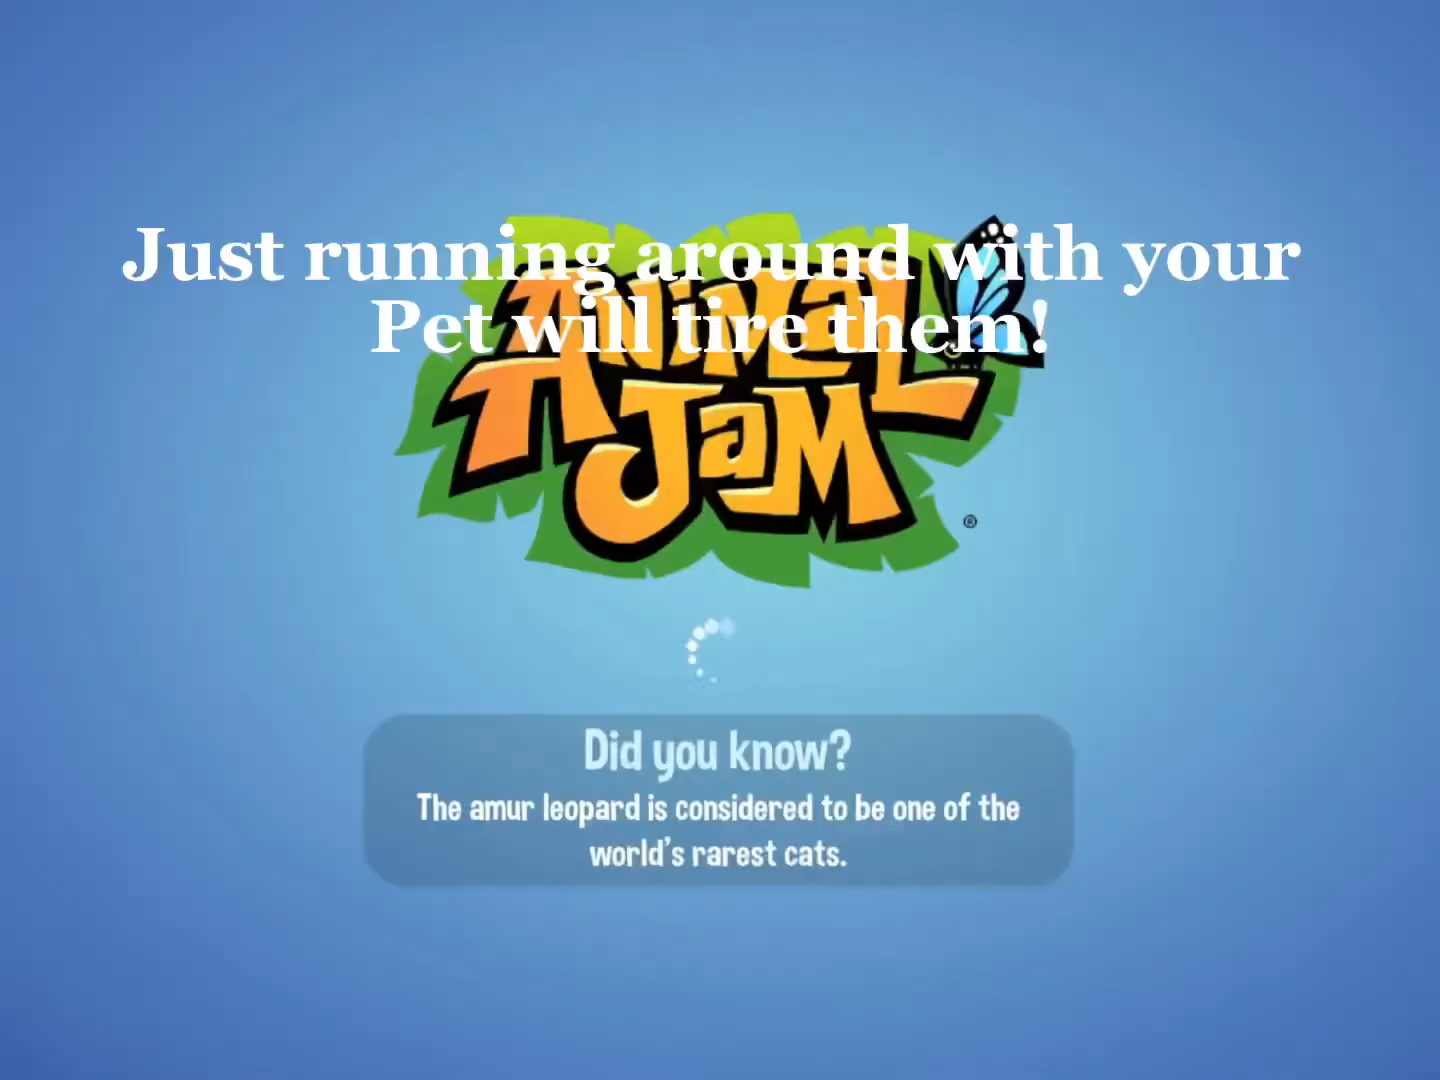 Just running around with your
Pet will tire them!
Animal
Jam
®
Did you know?
The amur leopard is considered to be one of the
world's rarest cats.